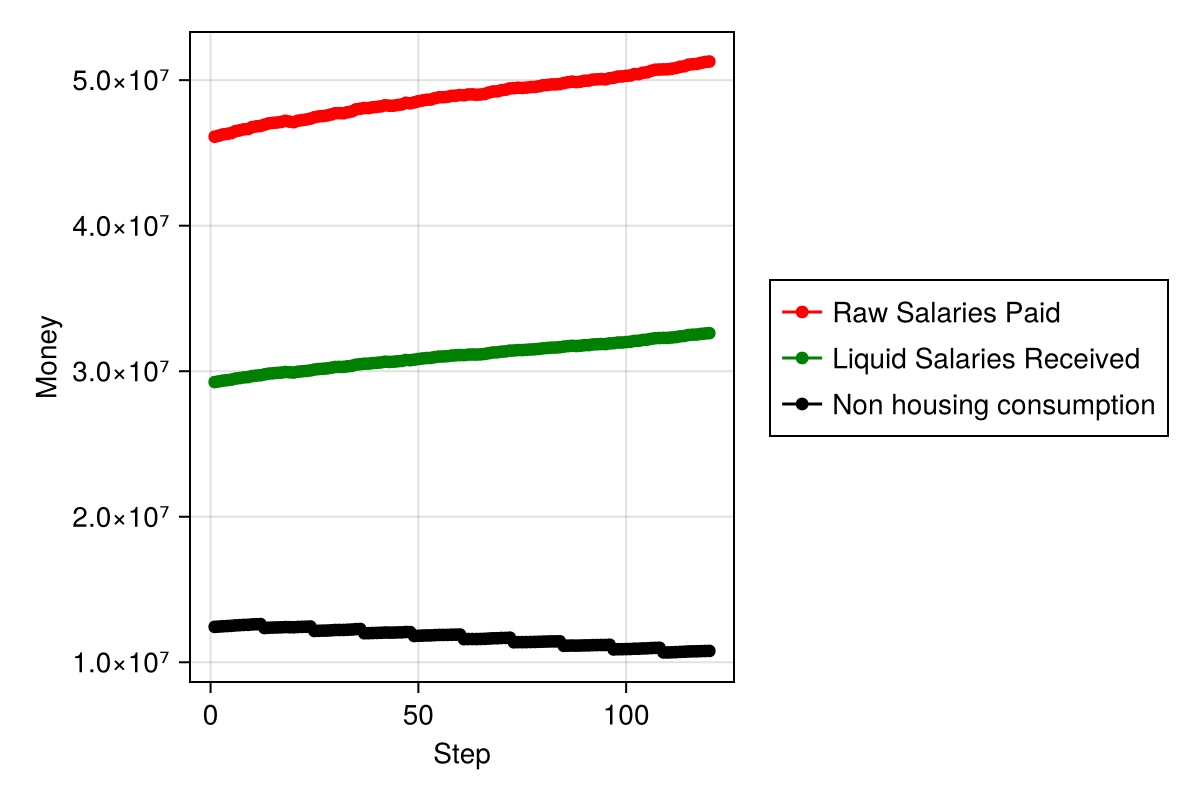 5.0×10⁷
4.0×10⁷
3.0×10⁷
2.0×10⁷
1.0×10⁷
Money
0
50
100
Step
Raw Salaries Paid
Liquid Salaries Received
Non housing consumption